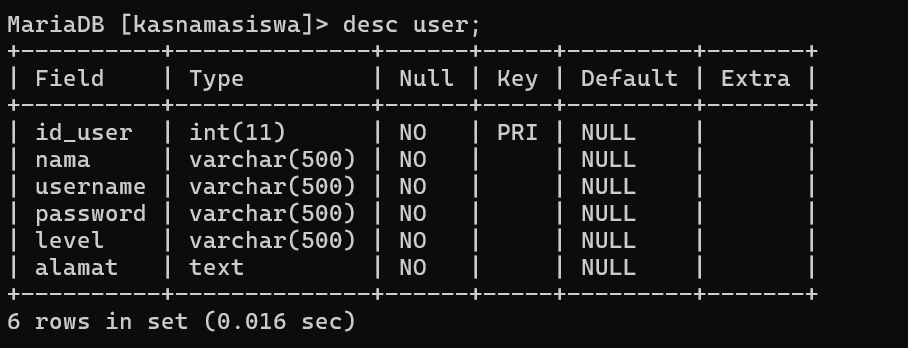 MariaDB [kasnamasiswa]> desc user;
+----------+--------------+------+-----+---------+-------+
| Field    | Type         | Null | Key | Default | Extra |
+----------+--------------+------+-----+---------+-------+
| id_user  | int(11)      | NO   | PRI | NULL    |       |
| nama     | varchar(500) | NO   |     | NULL    |       |
| username | varchar(500) | NO   |     | NULL    |       |
| password | varchar(500) | NO   |     | NULL    |       |
| level    | varchar(500) | NO   |     | NULL    |       |
| alamat   | text         | NO   |     | NULL    |       |
+----------+--------------+------+-----+---------+-------+
6 rows in set (0.016 sec)